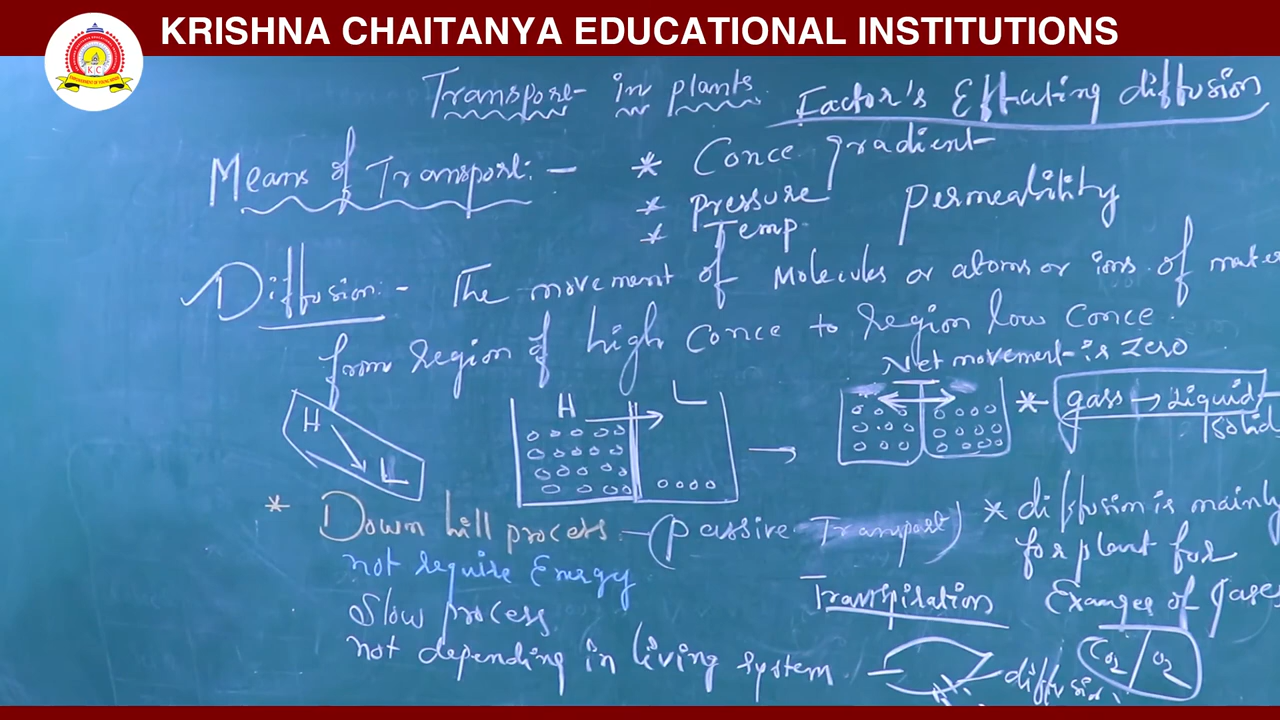 KRISHNA CHAITANYA EDUCATIONAL INSTITUTIONS
K C
Transport in plants
Factor's Effecting diffusion
Means of Transport: -
* Conce gradient
* pressure
permeability
* Temp
Diffusion: - The movement of Molecules or atoms or ions of mate
from region of high Conce to region low Conce.
Net movement is Zero
H
L
H
L
* gass → Liquid
Solid
* Down hill process - (passive Transport)
not require Energy
Slow process
not depending in living system
* diffusion is mainly
for plant for
Transpiration
Exanges of gase
diffusion
CO2 / O2